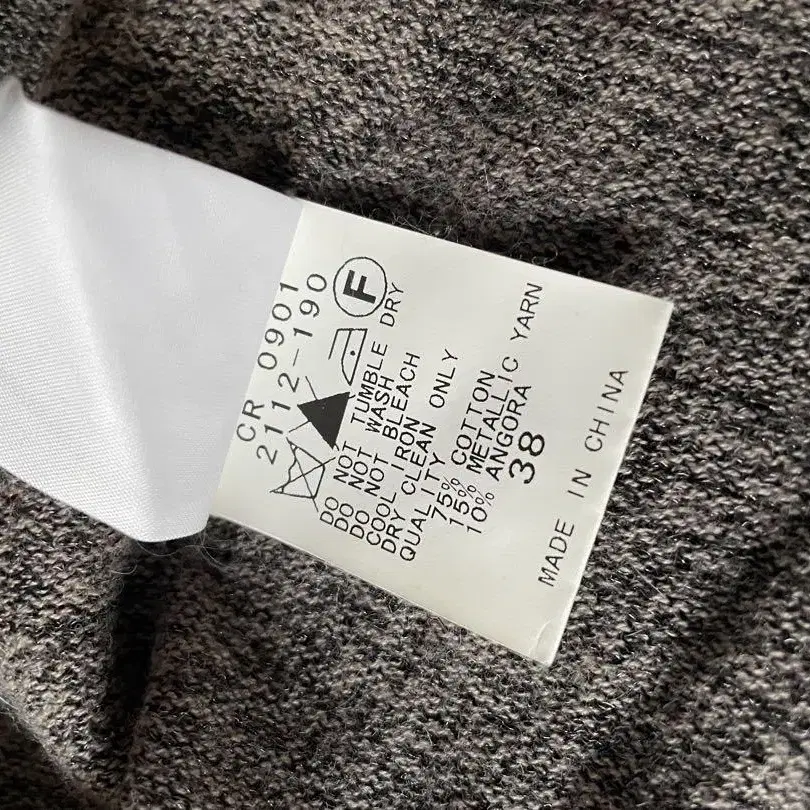 CR 0901
2112-190
F
DO NOT TUMBLE DRY
DO NOT WASH
DO NOT BLEACH
COOL IRON
DRY CLEAN ONLY
QUALITY
75% COTTON
15% METALLIC YARN
10% ANGORA
38
MADE IN CHINA